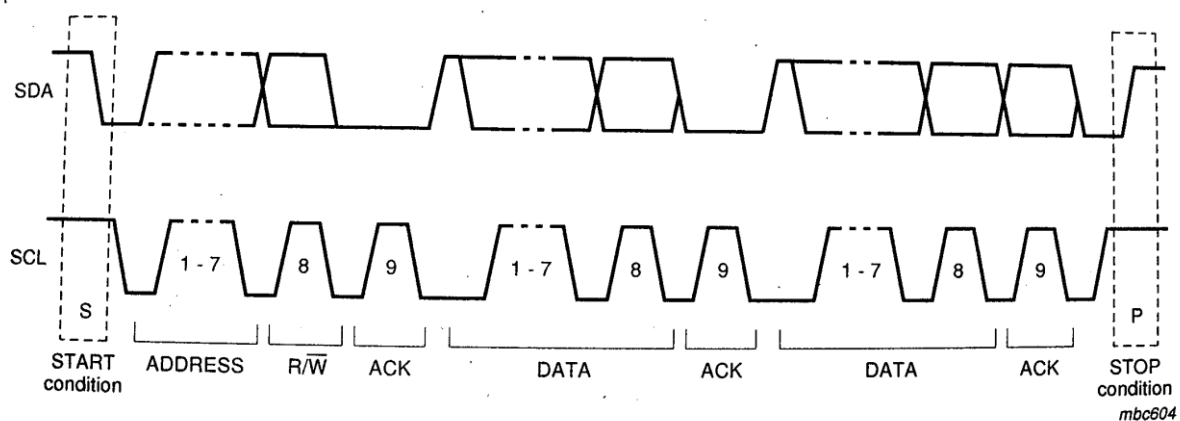 SDA
SCL
1 - 7
8
9
1 - 7
8
9
1 - 7
8
9
S
P
START
condition
ADDRESS
R/W̅
ACK
DATA
ACK
DATA
ACK
STOP
condition
mbc604